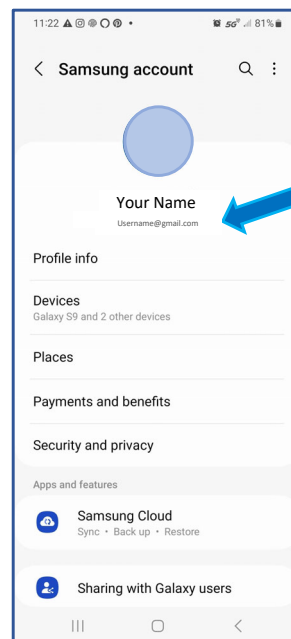 11:22
5G 81%
Samsung account
Your Name
Username@gmail.com
Profile info
Devices
Galaxy S9 and 2 other devices
Places
Payments and benefits
Security and privacy
Apps and features
Samsung Cloud
Sync • Back up • Restore
Sharing with Galaxy users